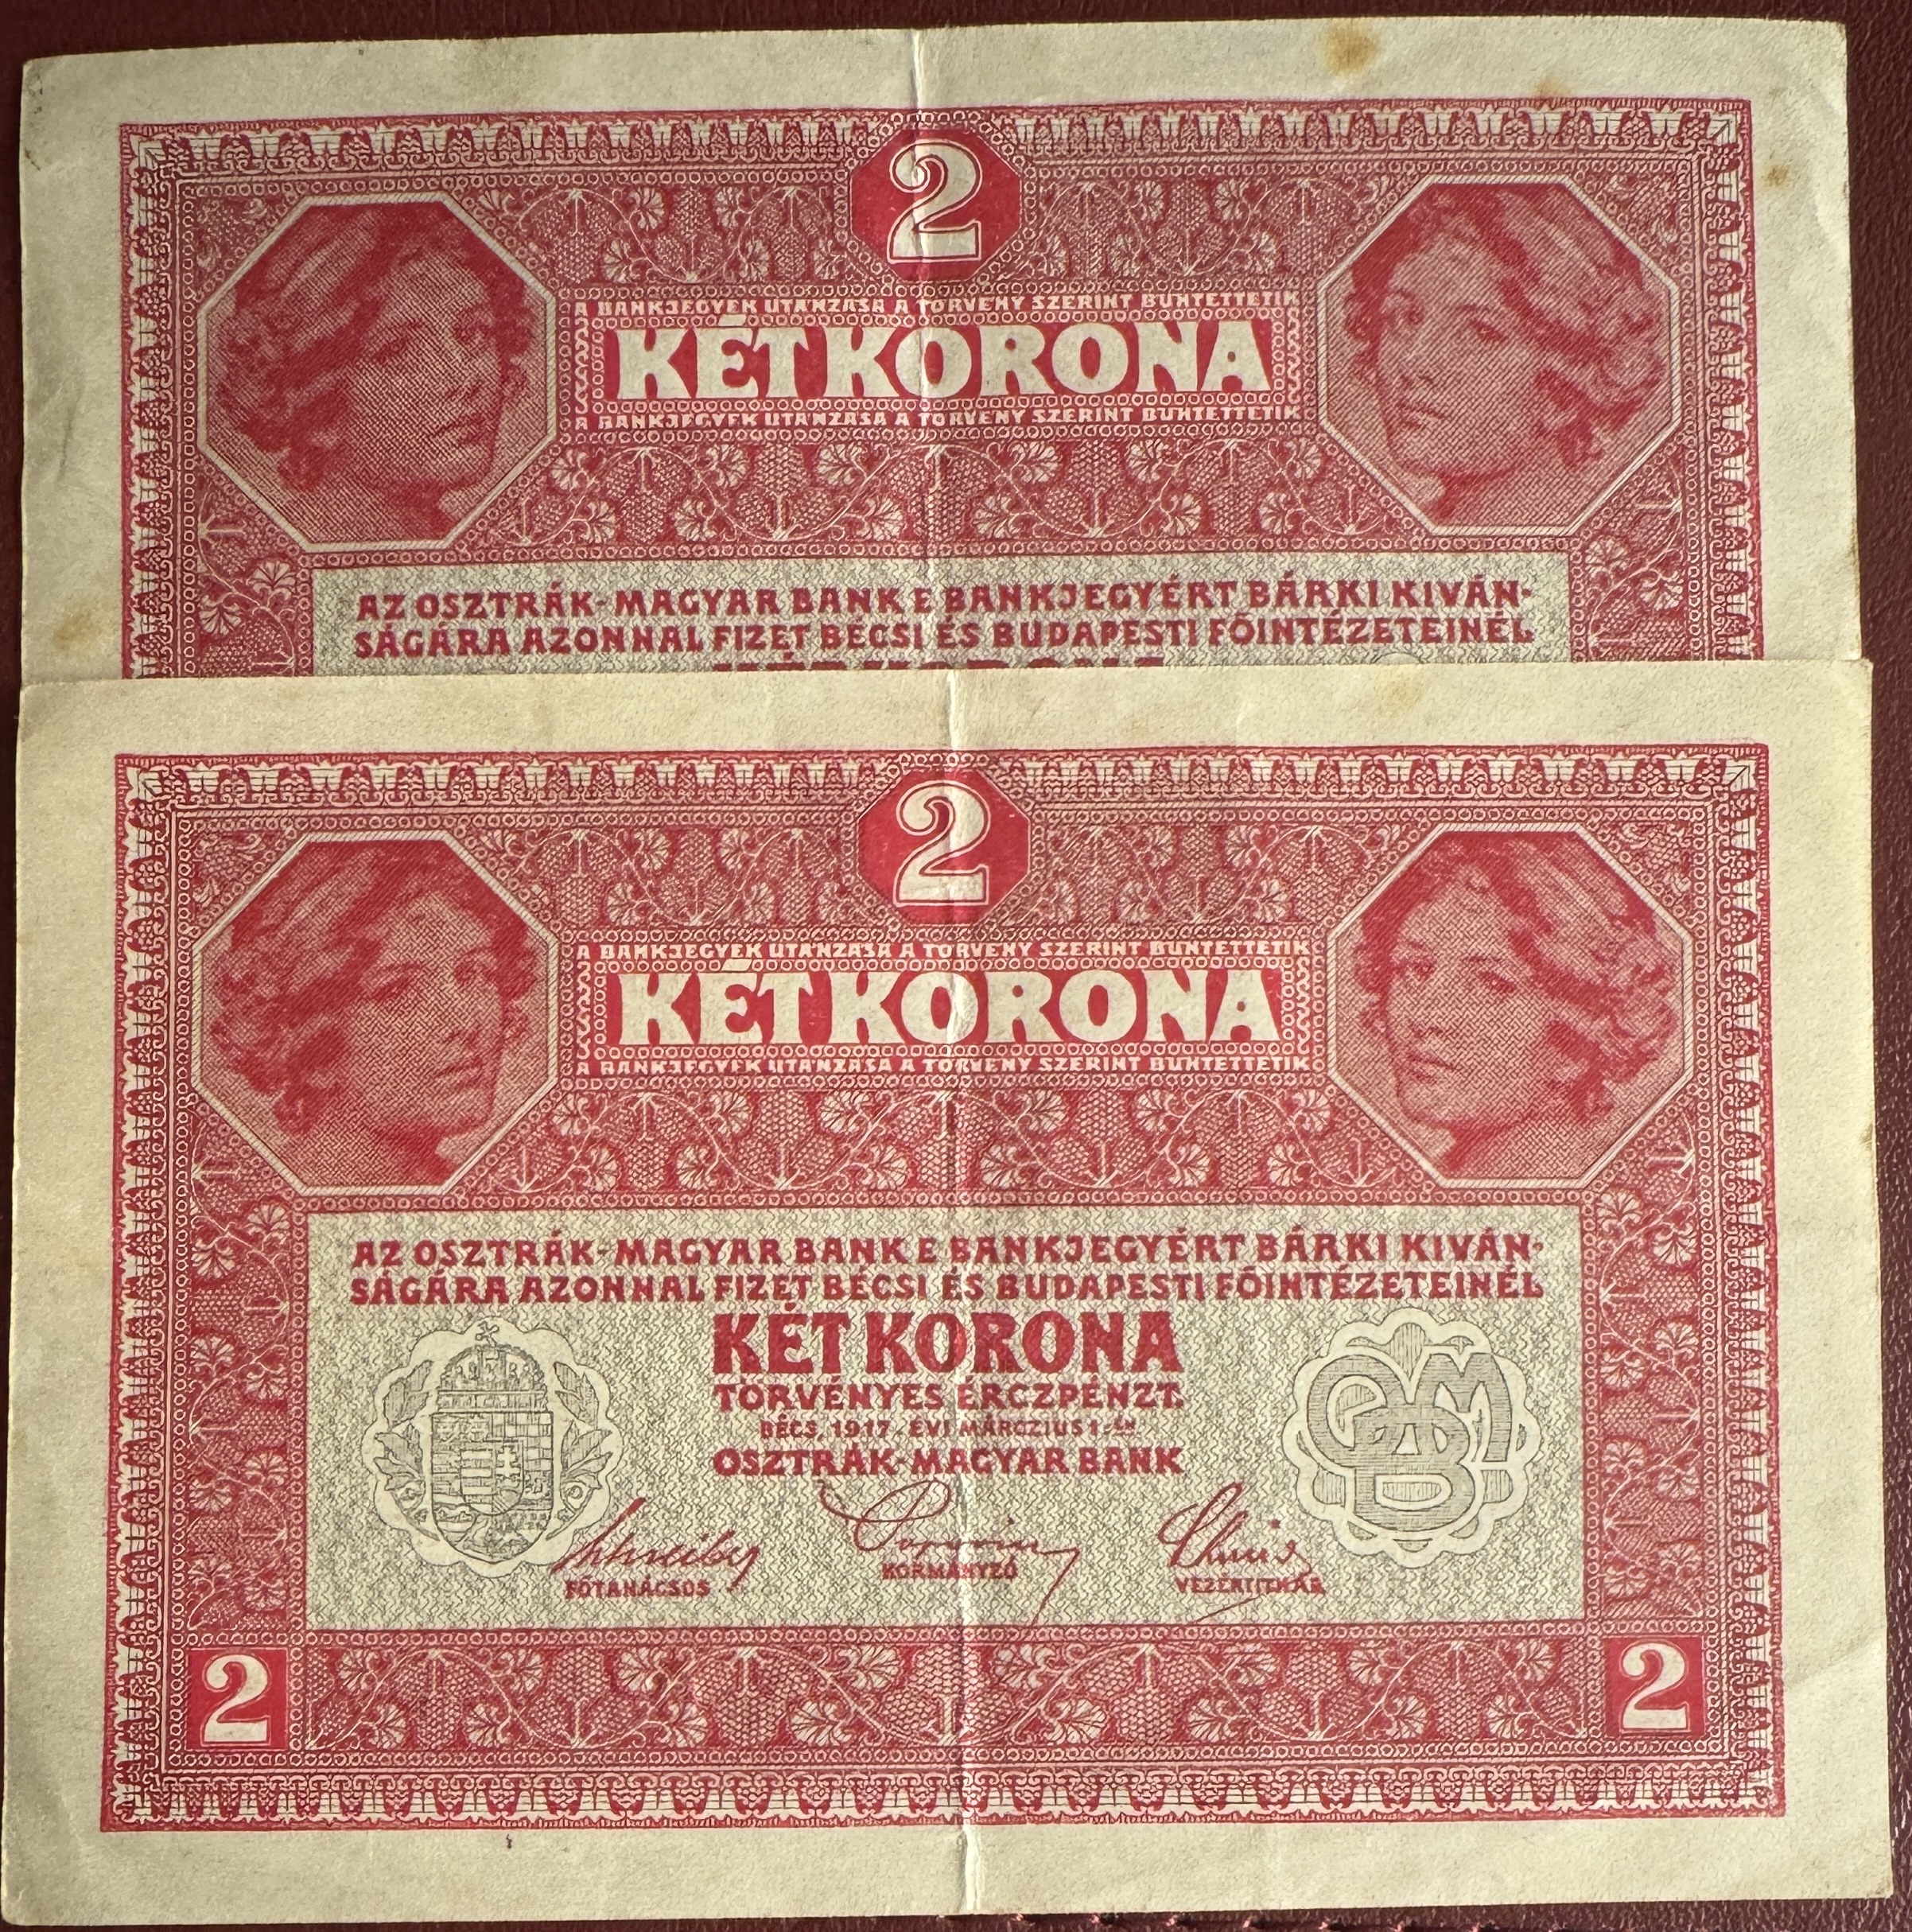 2
A BANKJEGYEK UTÁNZÁSA A TÖRVÉNY SZERINT BÜNTETTETIK
KÉT KORONA
A BANKJEGYEK UTÁNZÁSA A TÖRVÉNY SZERINT BÜNTETTETIK
AZ OSZTRÁK-MAGYAR BANK E BANKJEGYÉRT BÁRKI KIVÁN-
SÁGÁRA AZONNAL FIZET BÉCSI ÉS BUDAPESTI FŐINTÉZETEINÉL
2
A BANKJEGYEK UTÁNZÁSA A TÖRVÉNY SZERINT BÜNTETTETIK
KÉT KORONA
A BANKJEGYEK UTÁNZÁSA A TÖRVÉNY SZERINT BÜNTETTETIK
AZ OSZTRÁK-MAGYAR BANK E BANKJEGYÉRT BÁRKI KIVÁN-
SÁGÁRA AZONNAL FIZET BÉCSI ÉS BUDAPESTI FŐINTÉZETEINÉL
KÉT KORONA
TÖRVÉNYES ÉRCZPÉNZT.
BÉCS, 1917. ÉVI MÁRCZIUS 1-ÉN
OSZTRÁK-MAGYAR BANK
FŐTANÁCSOS KORMÁNYZÓ VEZÉRTITKÁR
2 2